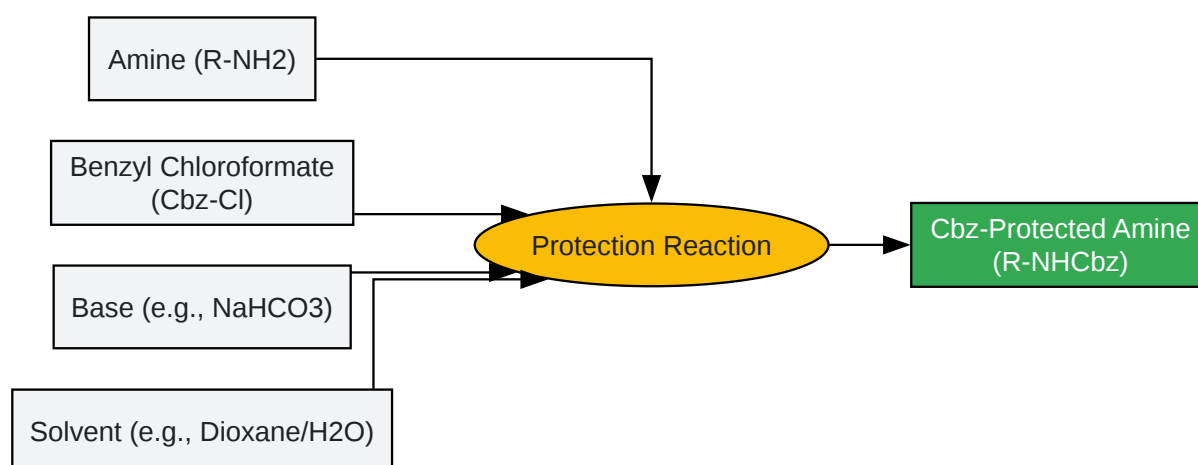 Amine (R-NH2)
Benzyl Chloroformate
(Cbz-Cl)
Protection Reaction
Cbz-Protected Amine
(R-NHCbz)
Base (e.g., NaHCO3)
Solvent (e.g., Dioxane/H2O)